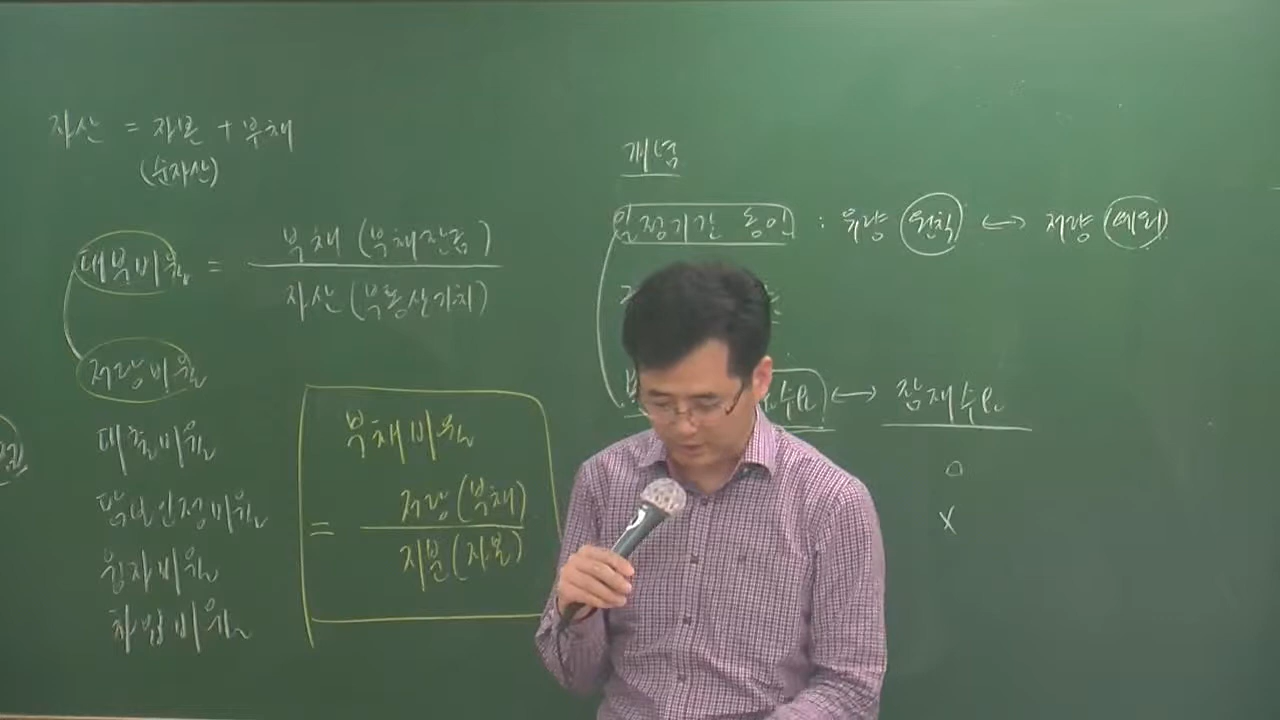 자산 = 자본 + 부채
(순자산)
대부비율 = 부채 (부채잔금)
자산 (부동산가치)
저당비율
대출비율
담보인정비율
융자비율
차입비율
부채비율
= 저당 (부채)
지분 (자본)
개념
일정기간 동안 : 유량 원칙 ↔ 저량 예외
수요 ↔ 잠재수요
○
X